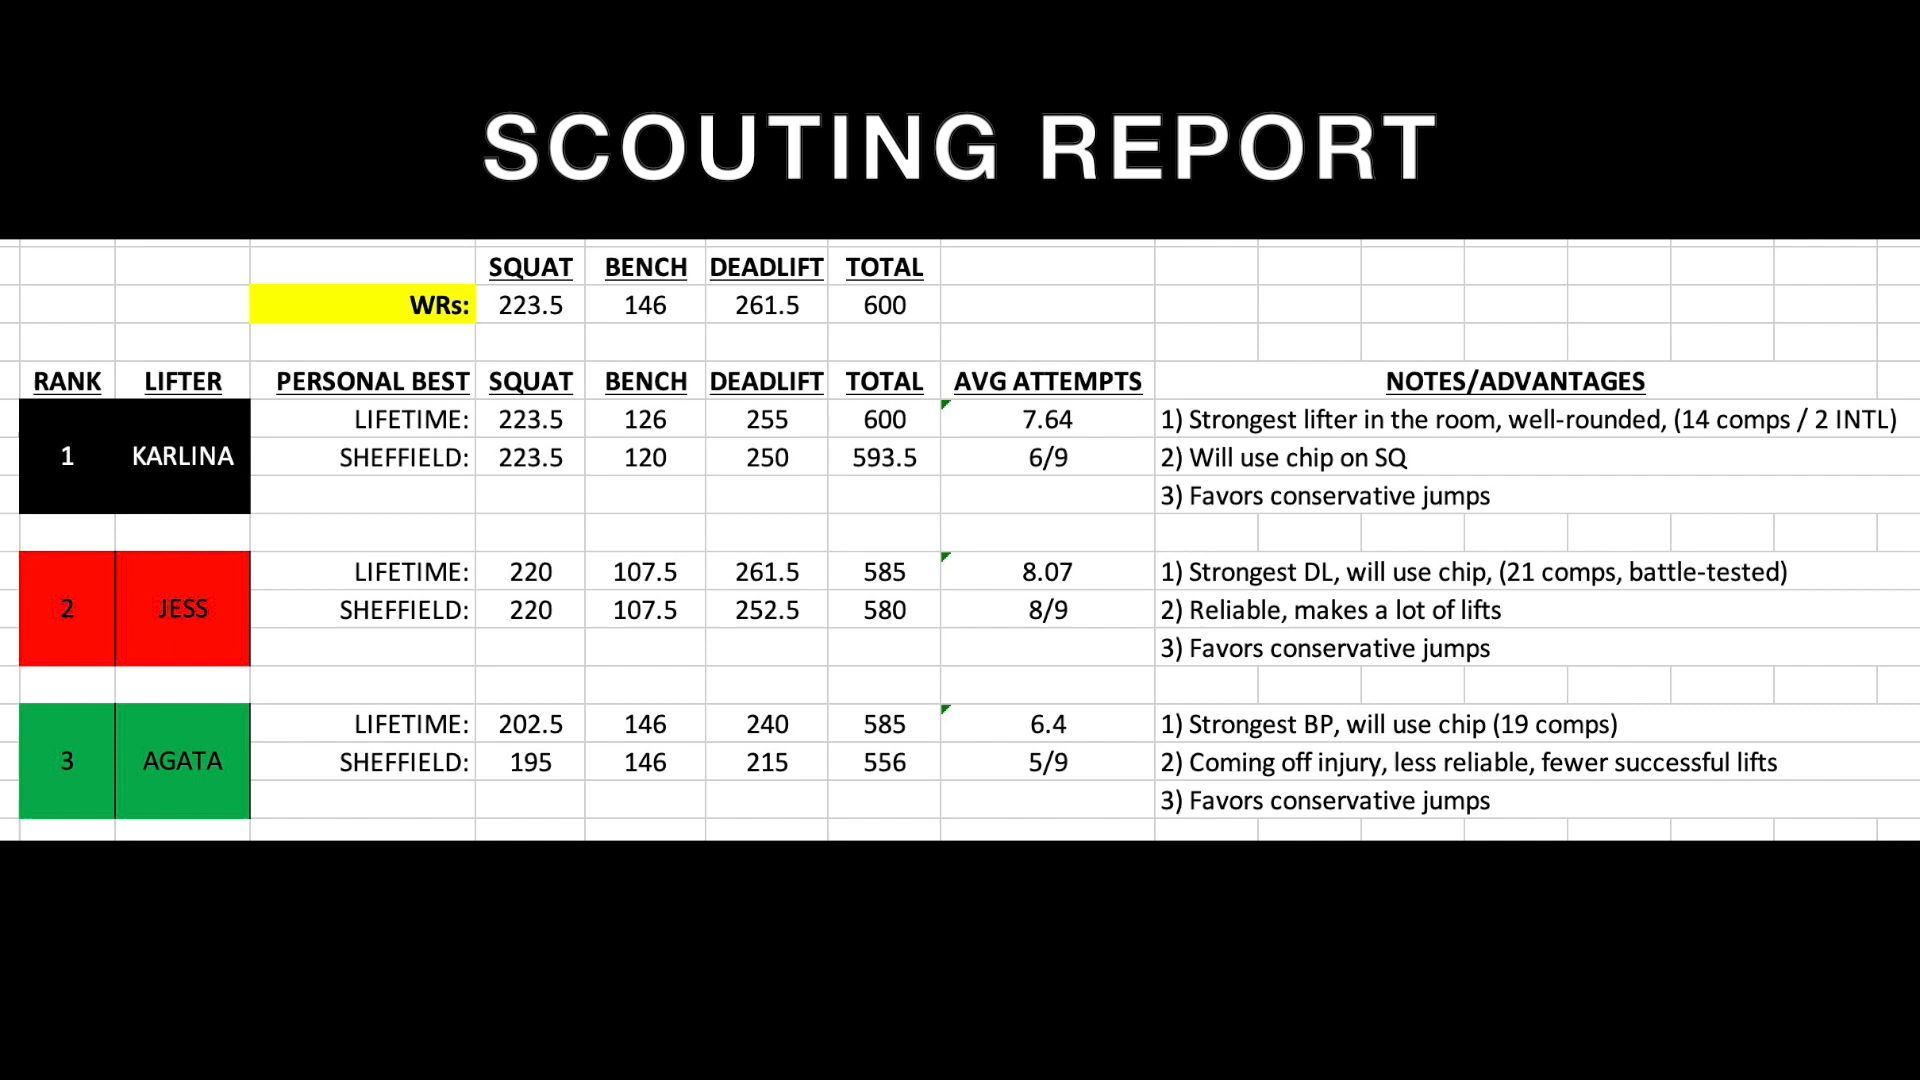 SCOUTING REPORT
SQUAT BENCH DEADLIFT TOTAL
WRs: 223.5 146 261.5 600
RANK LIFTER PERSONAL BEST SQUAT BENCH DEADLIFT TOTAL AVG ATTEMPTS NOTES/ADVANTAGES
LIFETIME: 223.5 126 255 600 7.64 1) Strongest lifter in the room, well-rounded, (14 comps / 2 INTL)
1 KARLINA SHEFFIELD: 223.5 120 250 593.5 6/9 2) Will use chip on SQ
3) Favors conservative jumps
LIFETIME: 220 107.5 261.5 585 8.07 1) Strongest DL, will use chip, (21 comps, battle-tested)
2 JESS SHEFFIELD: 220 107.5 252.5 580 8/9 2) Reliable, makes a lot of lifts
3) Favors conservative jumps
LIFETIME: 202.5 146 240 585 6.4 1) Strongest BP, will use chip (19 comps)
3 AGATA SHEFFIELD: 195 146 215 556 5/9 2) Coming off injury, less reliable, fewer successful lifts
3) Favors conservative jumps